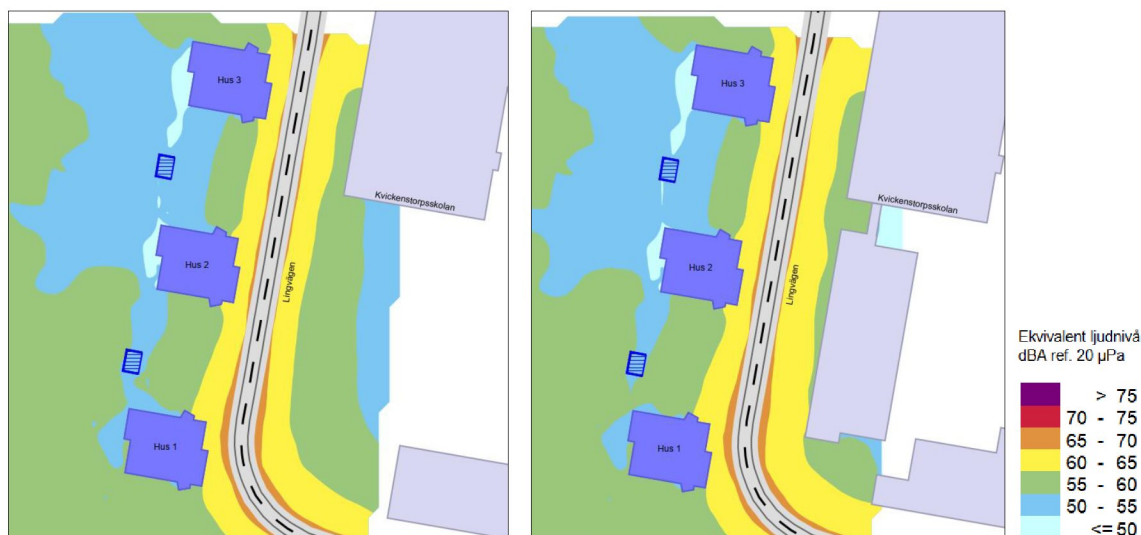 Hus 3
Kvickenstorpsskolan
Hus 2
Lingvägen
Hus 1
Hus 3
Kvickenstorpsskolan
Hus 2
Lingvägen
Hus 1
Ekvivalent ljudnivå
dBA ref. 20 µPa
> 75
70 - 75
65 - 70
60 - 65
55 - 60
50 - 55
<= 50